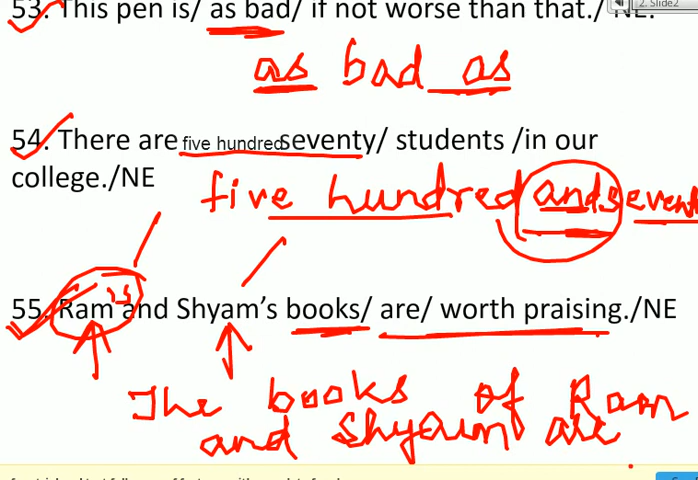 53. This pen is/ as bad/ if not worse than that./ NE.
as bad as
54. There are five hundred seventy/ students /in our
college./NE
five hundred and
55. Ram and Shyam's books/ are/ worth praising./NE
's
The books of Ram
and Shyam are
2. Slide2